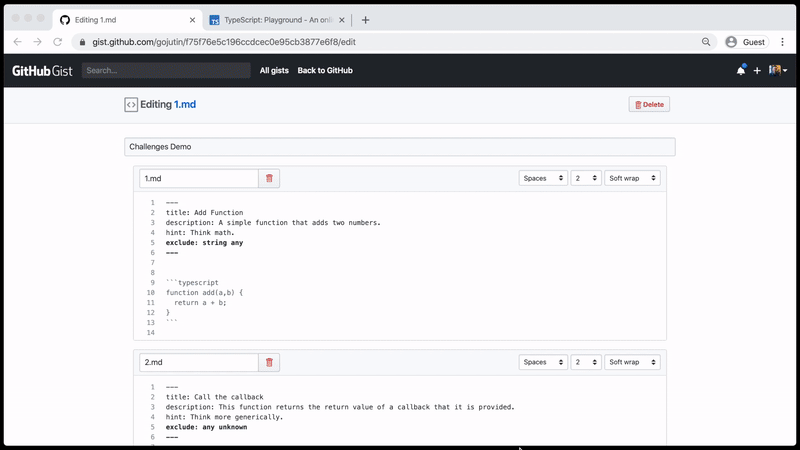 Editing 1.md
TS TypeScript: Playground - An onli
gist.github.com/gojutin/f75f76e5c196ccdcec0e95cb3877e6f8/edit
Guest
GitHub Gist
Search...
All gists
Back to GitHub
Editing 1.md
Delete
Challenges Demo
1.md
Spaces
2
Soft wrap
1 ---
2 title: Add Function
3 description: A simple function that adds two numbers.
4 hint: Think math.
5 exclude: string any
6 ---
7
8
9 ```typescript
10 function add(a,b) {
11 return a + b;
12 }
13 ```
14
2.md
Spaces
2
Soft wrap
1 ---
2 title: Call the callback
3 description: This function returns the return value of a callback that it is provided.
4 hint: Think more generically.
5 exclude: any unknown
6 ---